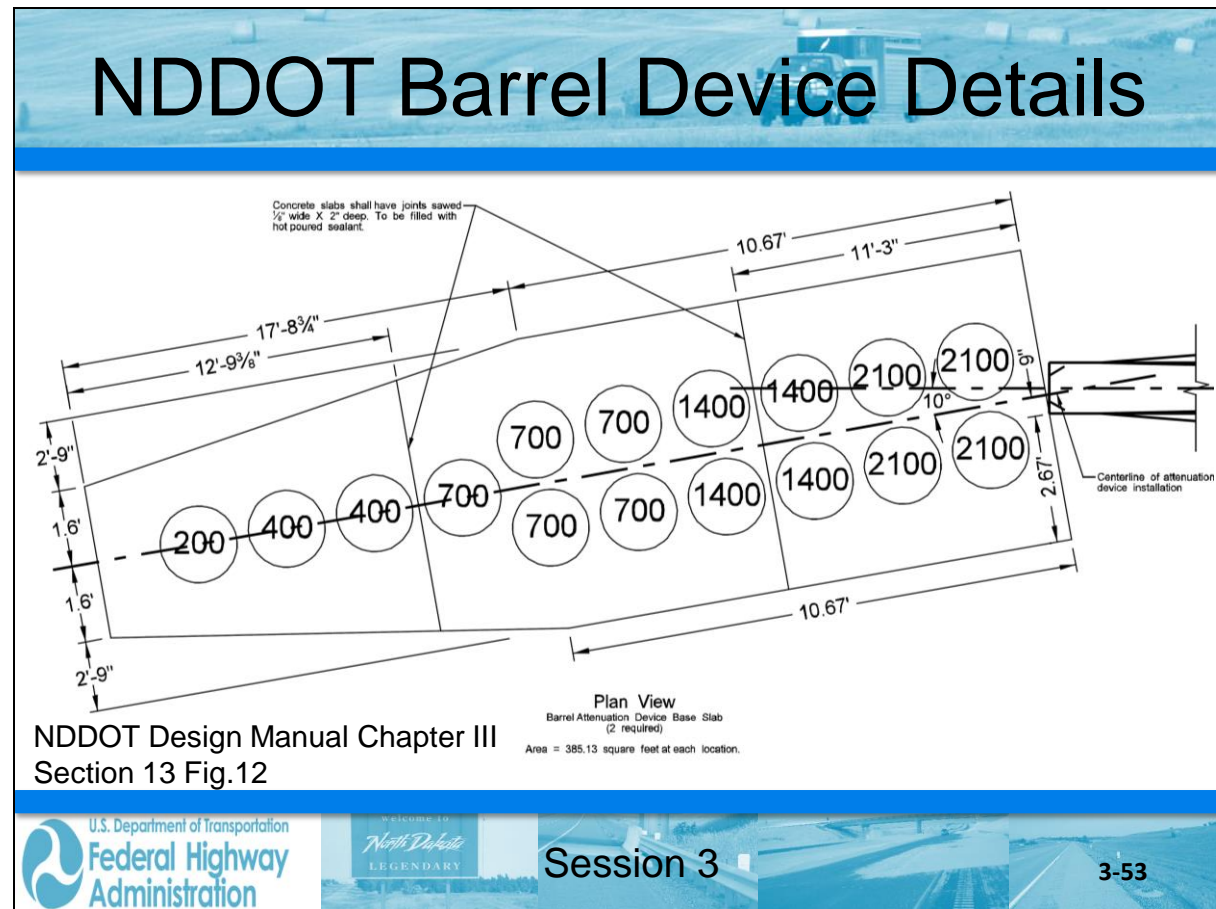 NDDOT Barrel Device Details
Concrete slabs shall have joints sawed
⅛" wide X 2" deep. To be filled with
hot poured sealant.
10.67'
11'-3"
17'-8¾"
12'-9⅜"
2'-9"
1.6'
1.6'
2'-9"
200
400
400
700
700
700
1400
1400
2100
2100
700
700
1400
1400
2100
2100
10°
9"
2.67'
10.67'
Centerline of attenuation
device installation
Plan View
Barrel Attenuation Device Base Slab
(2 required)
Area = 385.13 square feet at each location.
NDDOT Design Manual Chapter III
Section 13 Fig.12
U.S. Department of Transportation
Federal Highway
Administration
welcome to
North Dakota
LEGENDARY
Session 3
3-53